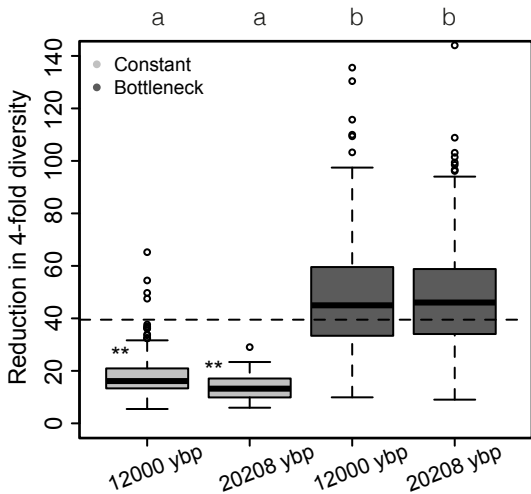 a a b b
140
Constant
Bottleneck
120
100
80
60
40
20
0
Reduction in 4-fold diversity
**
**
12000 ybp
20208 ybp
12000 ybp
20208 ybp